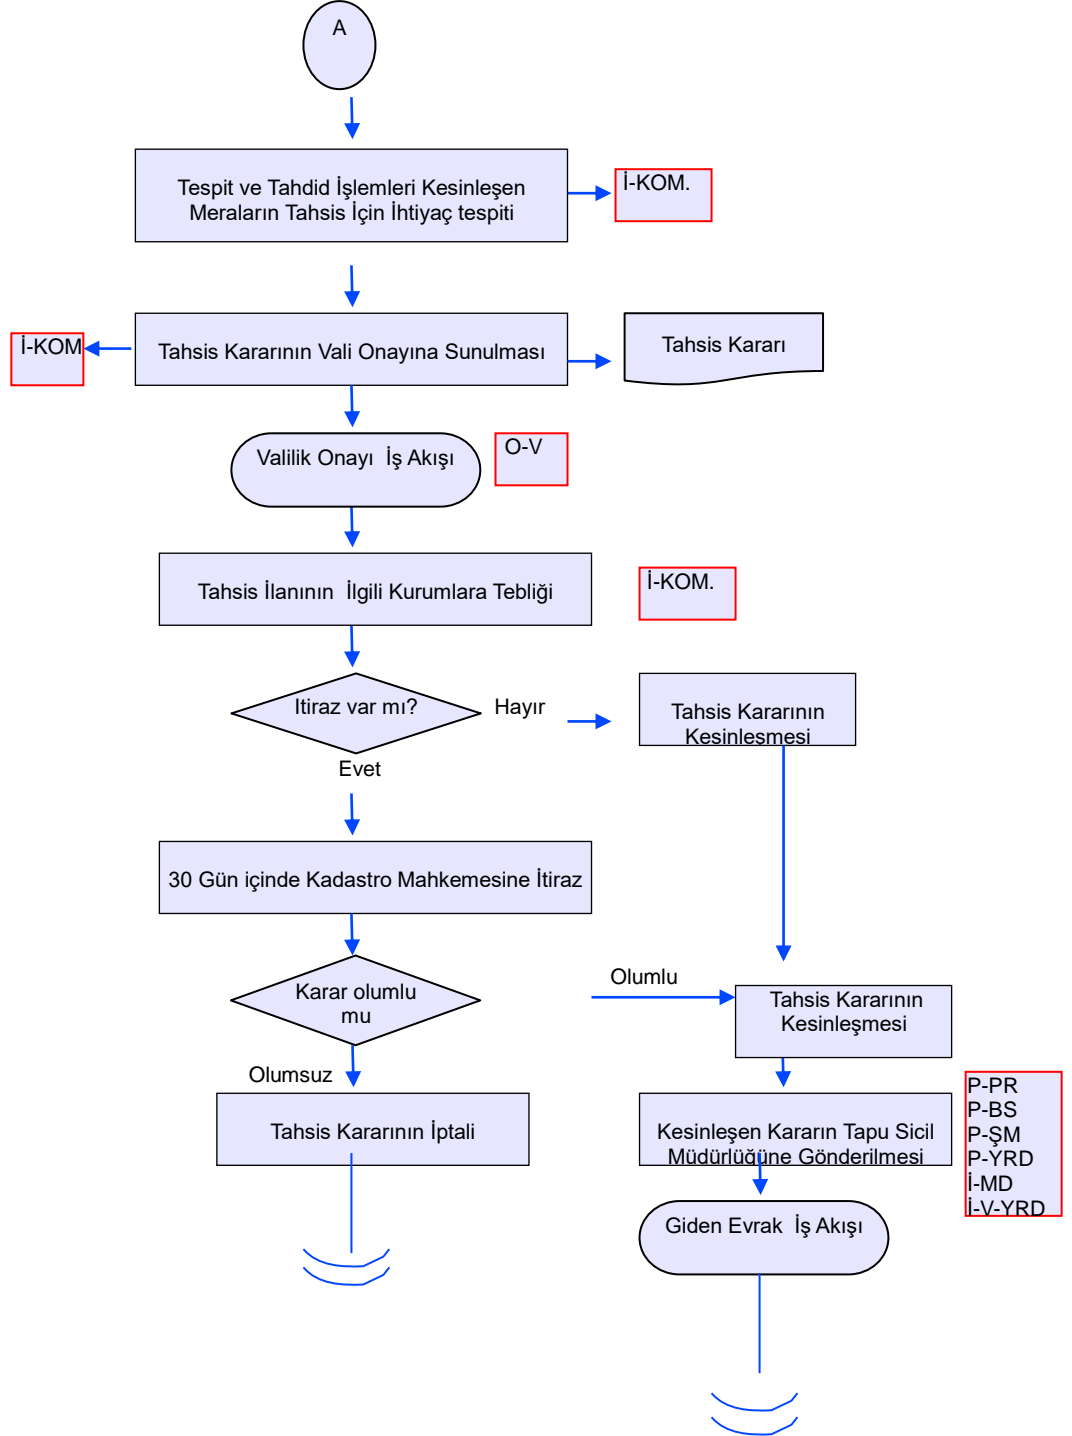 A
Tespit ve Tahdid İşlemleri Kesinleşen
Meraların Tahsis İçin İhtiyaç tespiti
İ-KOM.
İ-KOM
Tahsis Kararının Vali Onayına Sunulması
Tahsis Kararı
Valilik Onayı  İş Akışı
O-V
Tahsis İlanının  İlgili Kurumlara Tebliği
İ-KOM.
Itiraz var mı?
Hayır
Tahsis Kararının
Kesinleşmesi
Evet
30 Gün içinde Kadastro Mahkemesine İtiraz
Karar olumlu
mu
Olumlu
Tahsis Kararının
Kesinleşmesi
Olumsuz
Tahsis Kararının İptali
Kesinleşen Kararın Tapu Sicil
Müdürlüğüne Gönderilmesi
P-PR
P-BS
P-ŞM
P-YRD
İ-MD
İ-V-YRD
Giden Evrak  İş Akışı